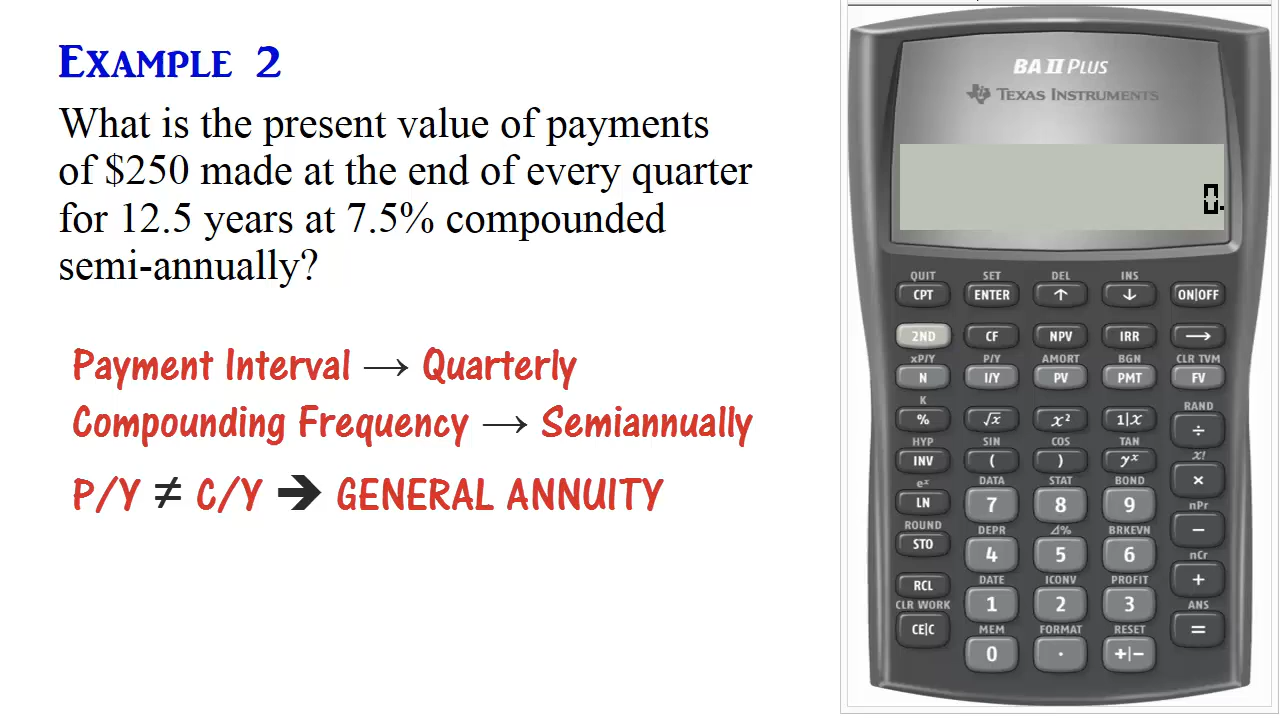 EXAMPLE 2
What is the present value of payments
of $250 made at the end of every quarter
for 12.5 years at 7.5% compounded
semi-annually?
Payment Interval → Quarterly
Compounding Frequency → Semiannually
P/Y ≠ C/Y ➔ GENERAL ANNUITY
BA II PLUS
TEXAS INSTRUMENTS
0.
QUIT SET DEL INS
CPT ENTER ↑ ↓ ON|OFF
2ND CF NPV IRR →
xP/Y P/Y AMORT BGN CLR TVM
N I/Y PV PMT FV
K RAND
% √x x² 1|x ÷
HYP SIN COS TAN x!
INV ( ) yˣ ×
eˣ DATA STAT BOND nPr
LN 7 8 9 −
ROUND DEPR Δ% BRKEVN nCr
STO 4 5 6 +
DATE ICONV PROFIT
RCL 1 2 3
CLR WORK MEM FORMAT RESET ANS
CE|C 0 . +|− =